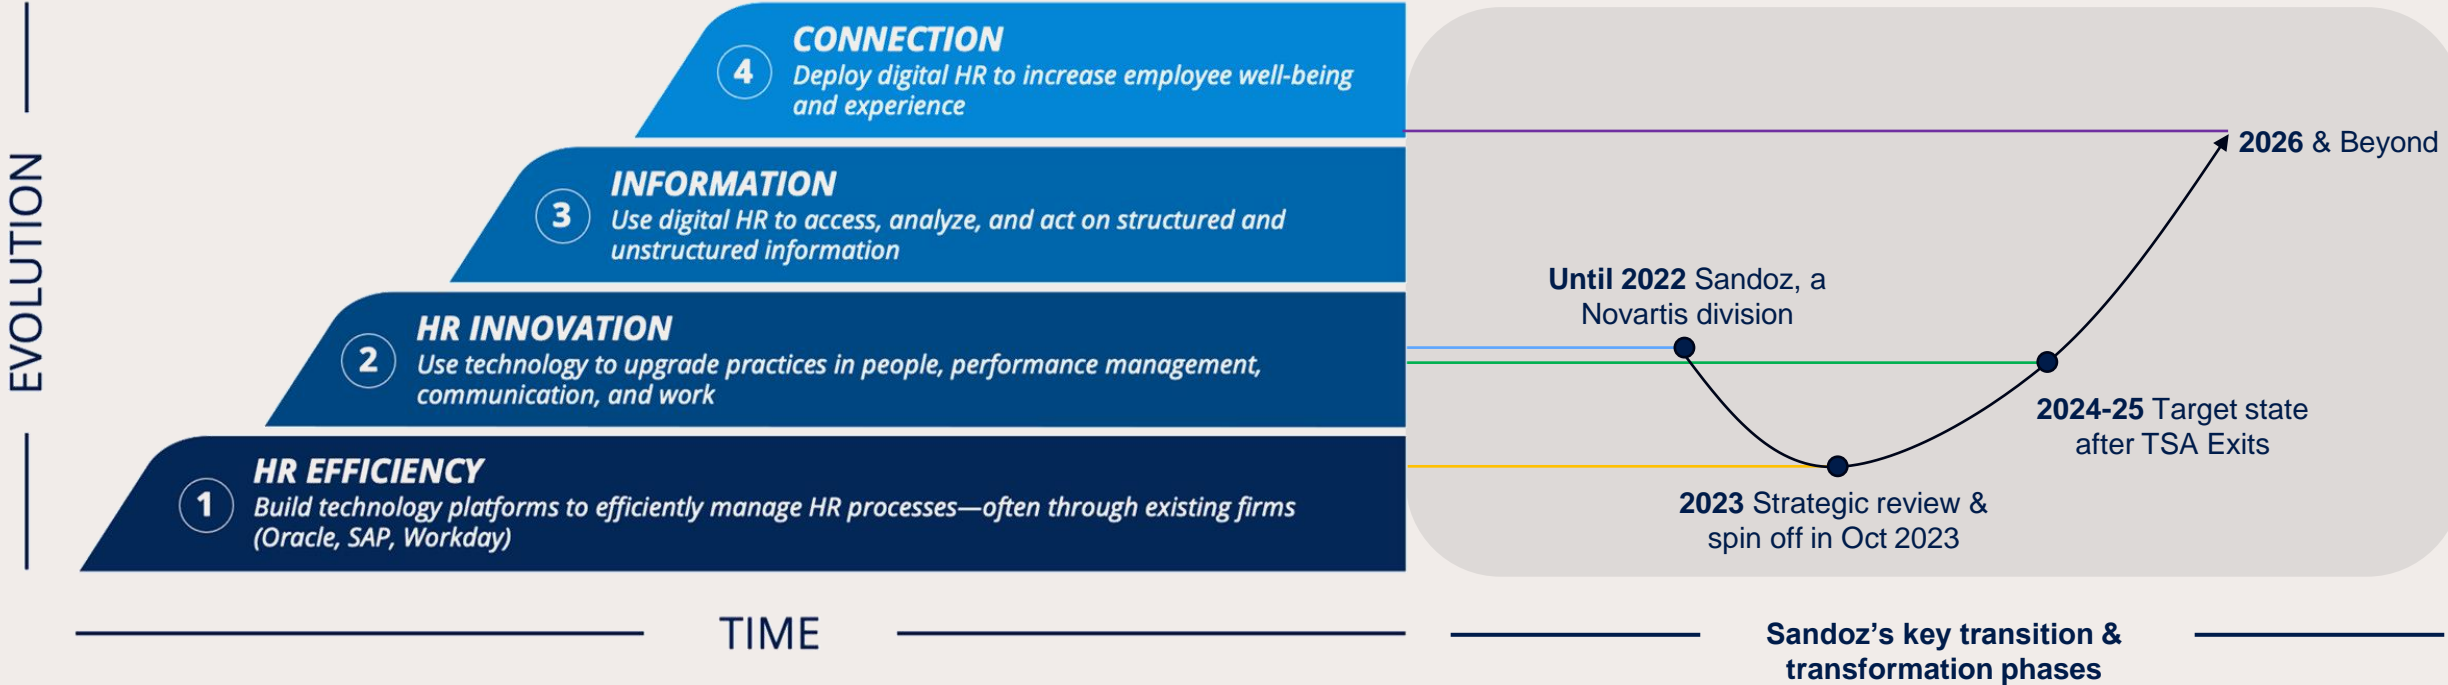 EVOLUTION
4
CONNECTION
Deploy digital HR to increase employee well-being
and experience
3
INFORMATION
Use digital HR to access, analyze, and act on structured and
unstructured information
2
HR INNOVATION
Use technology to upgrade practices in people, performance management,
communication, and work
1
HR EFFICIENCY
Build technology platforms to efficiently manage HR processes—often through existing firms
(Oracle, SAP, Workday)
TIME
2026 & Beyond
Until 2022 Sandoz, a
Novartis division
2024-25 Target state
after TSA Exits
2023 Strategic review &
spin off in Oct 2023
Sandoz’s key transition &
transformation phases